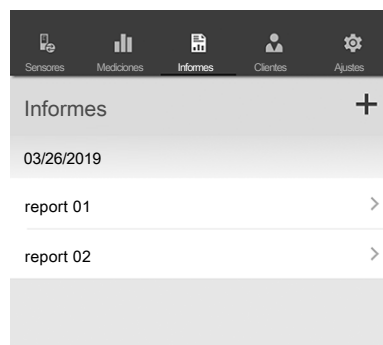 Sensores Mediciones Informes Clientes Ajustes
Informes
03/26/2019
report 01
report 02